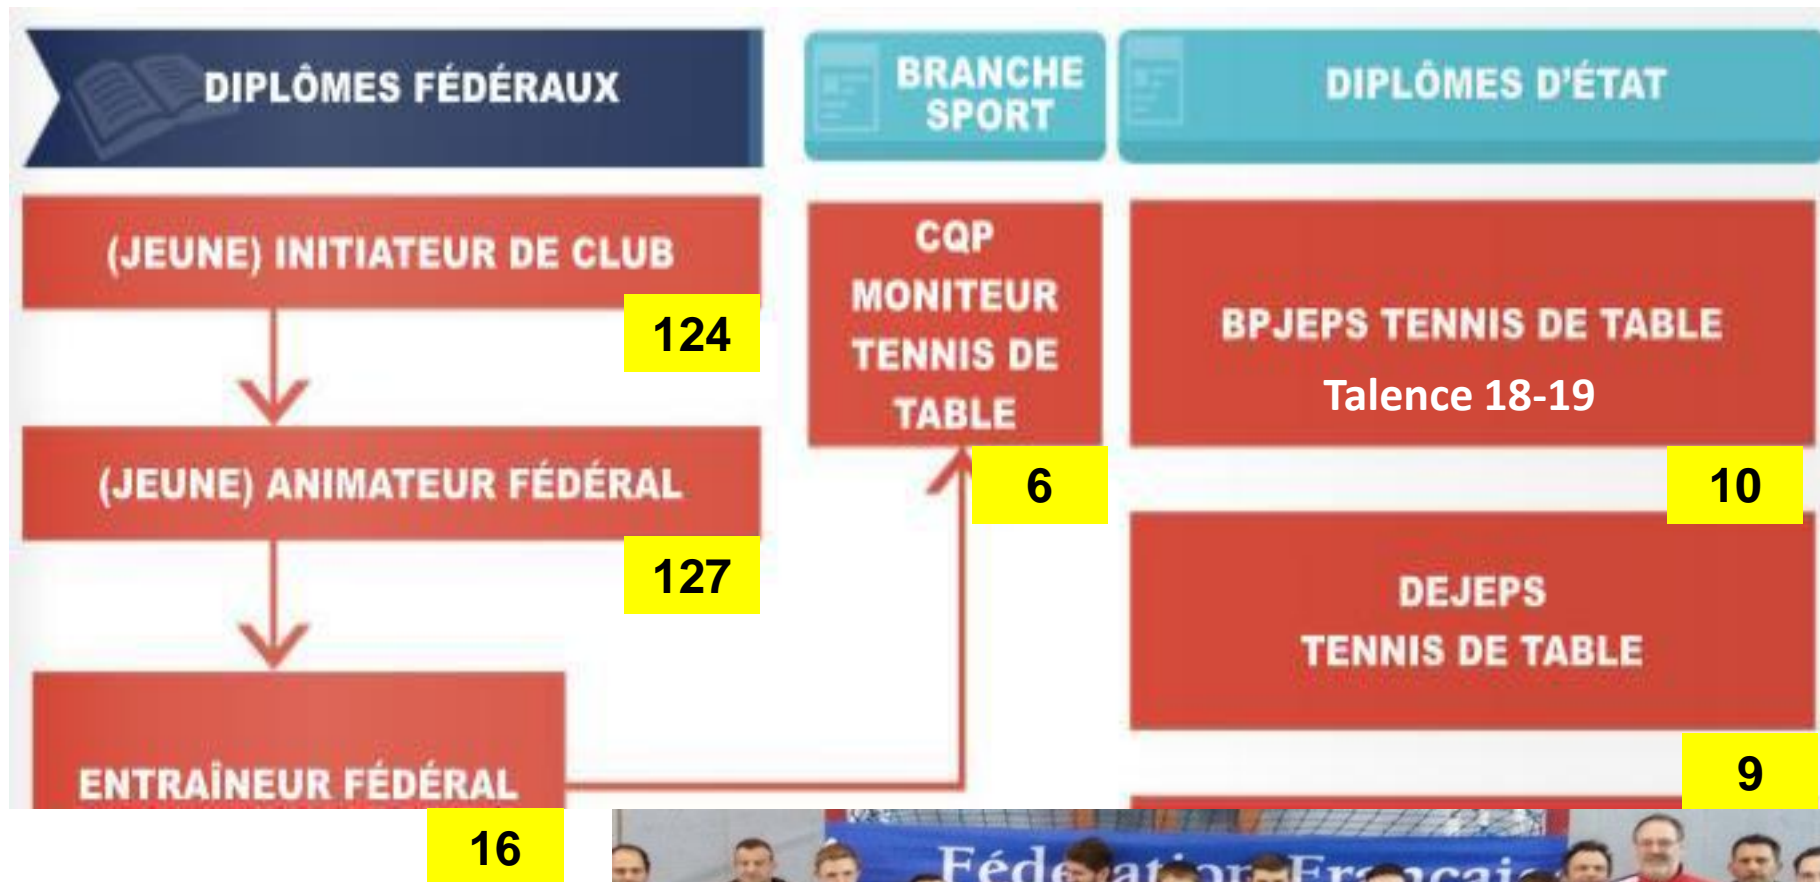 DIPLÔMES FÉDÉRAUX
BRANCHE
SPORT
DIPLÔMES D'ÉTAT
(JEUNE) INITIATEUR DE CLUB
124
(JEUNE) ANIMATEUR FÉDÉRAL
127
ENTRAÎNEUR FÉDÉRAL
16
CQP
MONITEUR
TENNIS DE
TABLE
6
BPJEPS TENNIS DE TABLE
Talence 18-19
10
DEJEPS
TENNIS DE TABLE
9